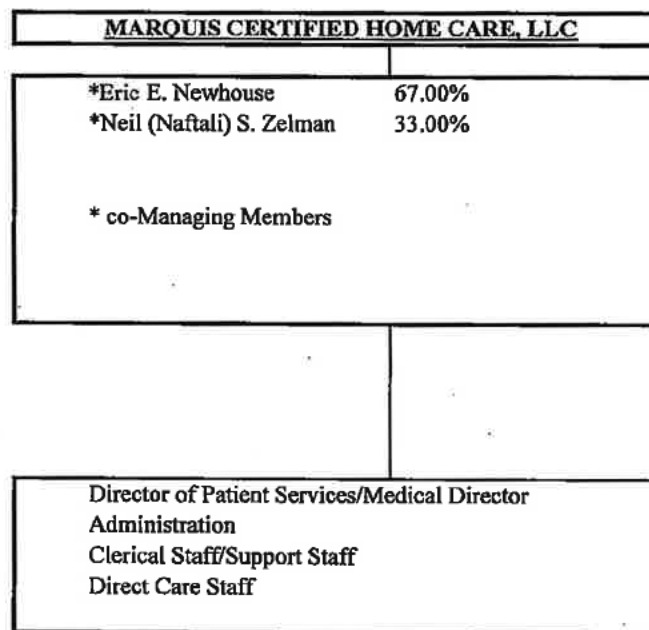 MARQUIS CERTIFIED HOME CARE, LLC
*Eric E. Newhouse 67.00%
*Neil (Naftali) S. Zelman 33.00%
* co-Managing Members
Director of Patient Services/Medical Director
Administration
Clerical Staff/Support Staff
Direct Care Staff